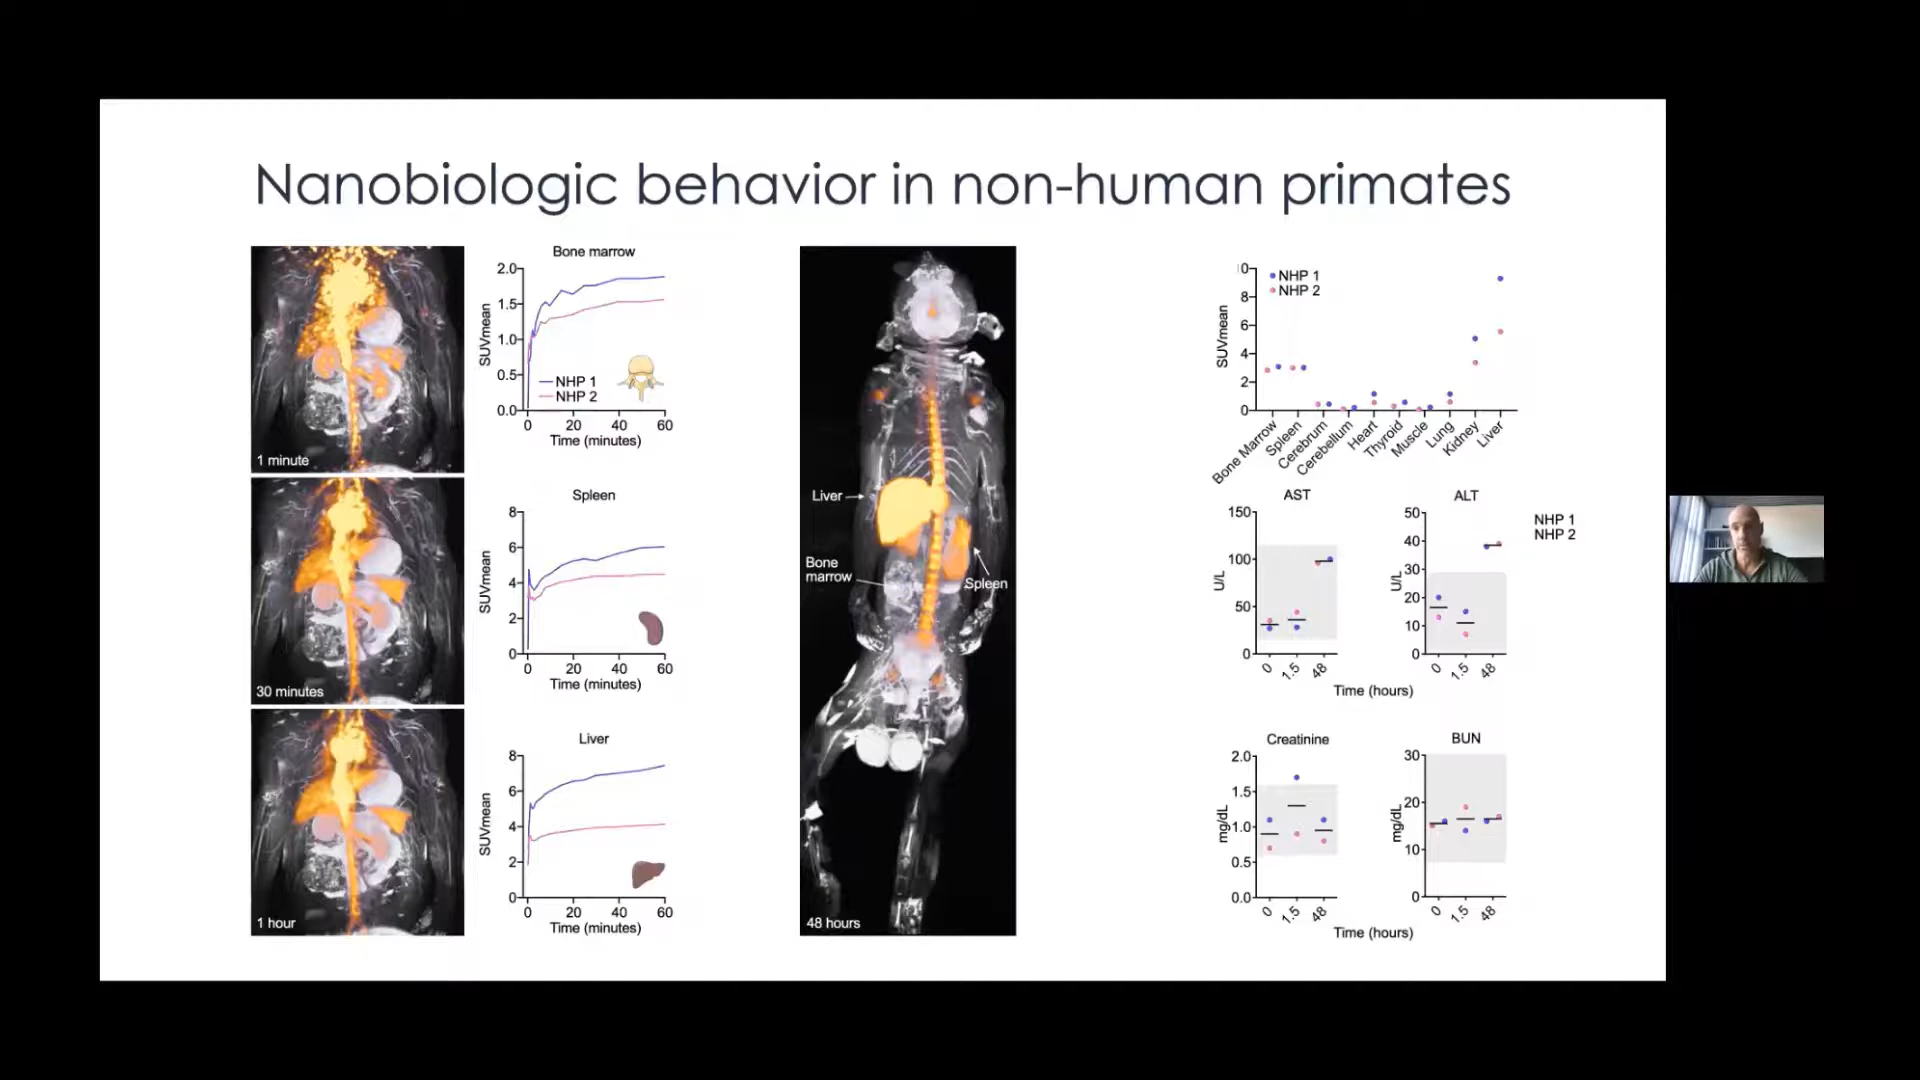 Nanobiologic behavior in non-human primates
1 minute
30 minutes
1 hour
Bone marrow
SUVmean
2.0
1.5
1.0
0.5
0.0
NHP 1
NHP 2
0 20 40 60
Time (minutes)
Spleen
SUVmean
8
6
4
2
0
0 20 40 60
Time (minutes)
Liver
SUVmean
8
6
4
2
0
0 20 40 60
Time (minutes)
Liver
Bone
marrow
Spleen
48 hours
SUVmean
0
8
6
4
2
0
NHP 1
NHP 2
Bone Marrow
Spleen
Cerebrum
Cerebellum
Heart
Thyroid
Muscle
Lung
Kidney
Liver
AST
U/L
150
100
50
0
0 1.5 48
ALT
U/L
50
40
30
20
10
0
0 1.5 48
NHP 1
NHP 2
Time (hours)
Creatinine
mg/dL
2.0
1.5
1.0
0.5
0.0
0 1.5 48
BUN
mg/dL
30
20
10
0
0 1.5 48
Time (hours)